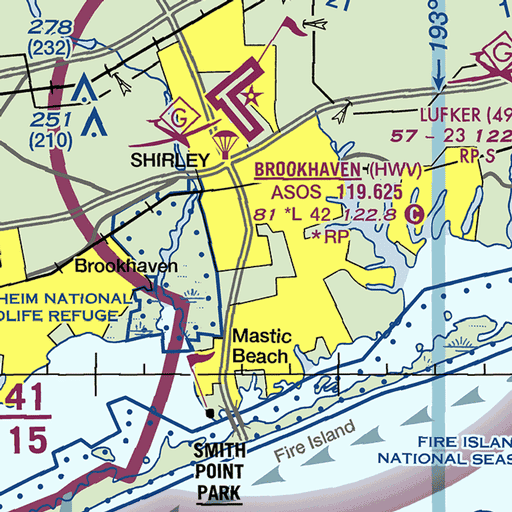 278
(232)
21
193°
G
G
251
(210)
LUFKER (49
57 - 23 122
RP S
SHIRLEY
BROOKHAVEN (HWV)
ASOS 119.625
81 *L 42 122.8 C
*RP
Brookhaven
HEIM NATIONAL
DLIFE REFUGE
Mastic
Beach
41
15
SMITH
POINT
PARK
Fire Island
FIRE ISLAN
NATIONAL SEAS